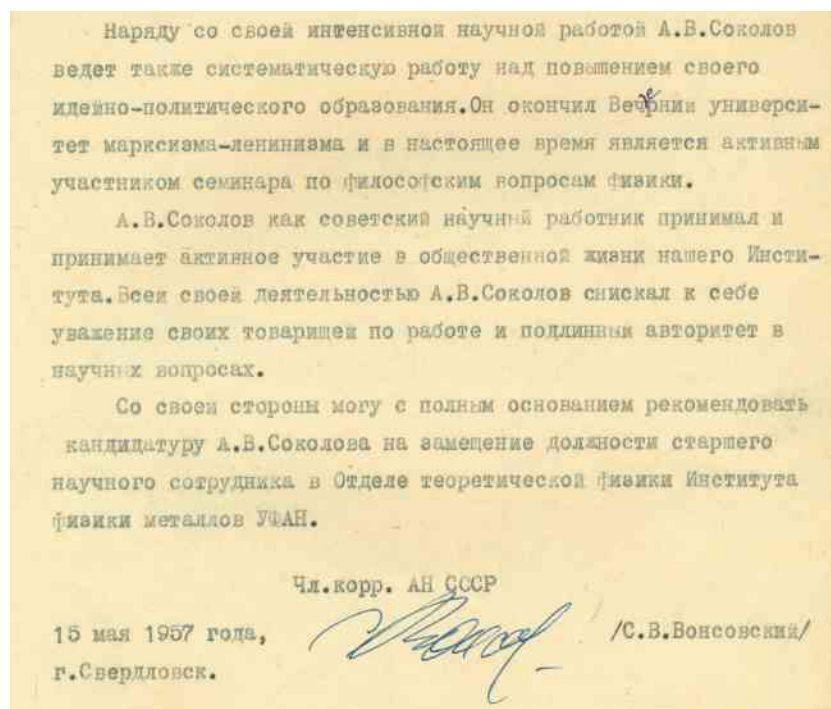 Наряду со своей интенсивной научной работой А.В.Соколов
ведет также систематическую работу над повышением своего
идейно-политического образования.Он окончил Вечерний универси-
тет марксизма-ленинизма и в настоящее время является активным
участником семинара по философским вопросам физики.
А.В.Соколов как советский научный работник принимал и
принимает активное участие в общественной жизни нашего Инсти-
тута.Всей своей деятельностью А.В.Соколов снискал к себе
уважение своих товарищей по работе и подлинный авторитет в
научных вопросах.
Со своей стороны могу с полным основанием рекомендовать
кандидатуру А.В.Соколова на замещение должности старшего
научного сотрудника в Отделе теоретической физики Института
физики металлов УФАН.
Чл.корр. АН СССР
15 мая 1957 года, /С.В.Вонсовский/
г.Свердловск.